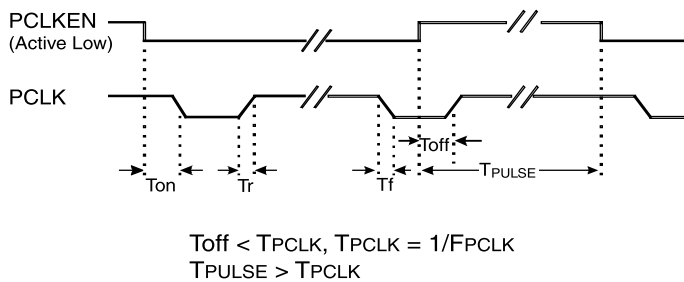 PCLKEN
(Active Low)
PCLK
Ton
Tr
Tf
Toff
TPULSE
Toff < TPCLK, TPCLK = 1/FPCLK
TPULSE > TPCLK